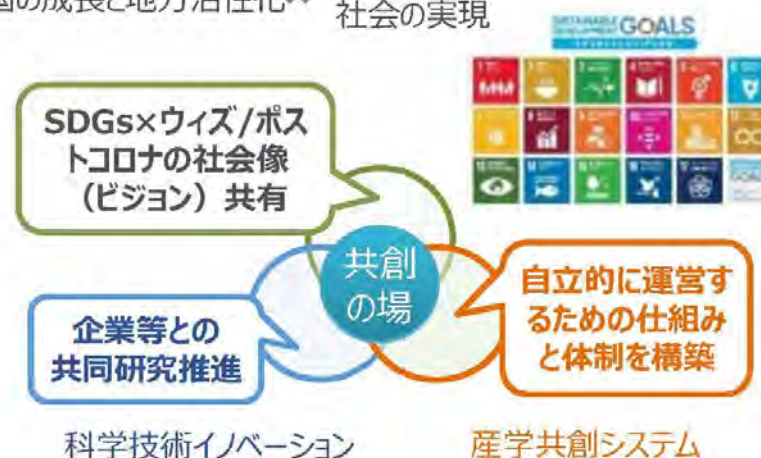 の成長と地方活性化へ
社会の実現
GOALS
SDGs×ウィズ/ポス
トコロナの社会像
（ビジョン）共有
共創
の場
企業等との
共同研究推進
自立的に運営す
るための仕組み
と体制を構築
科学技術イノベーション
産学共創システム